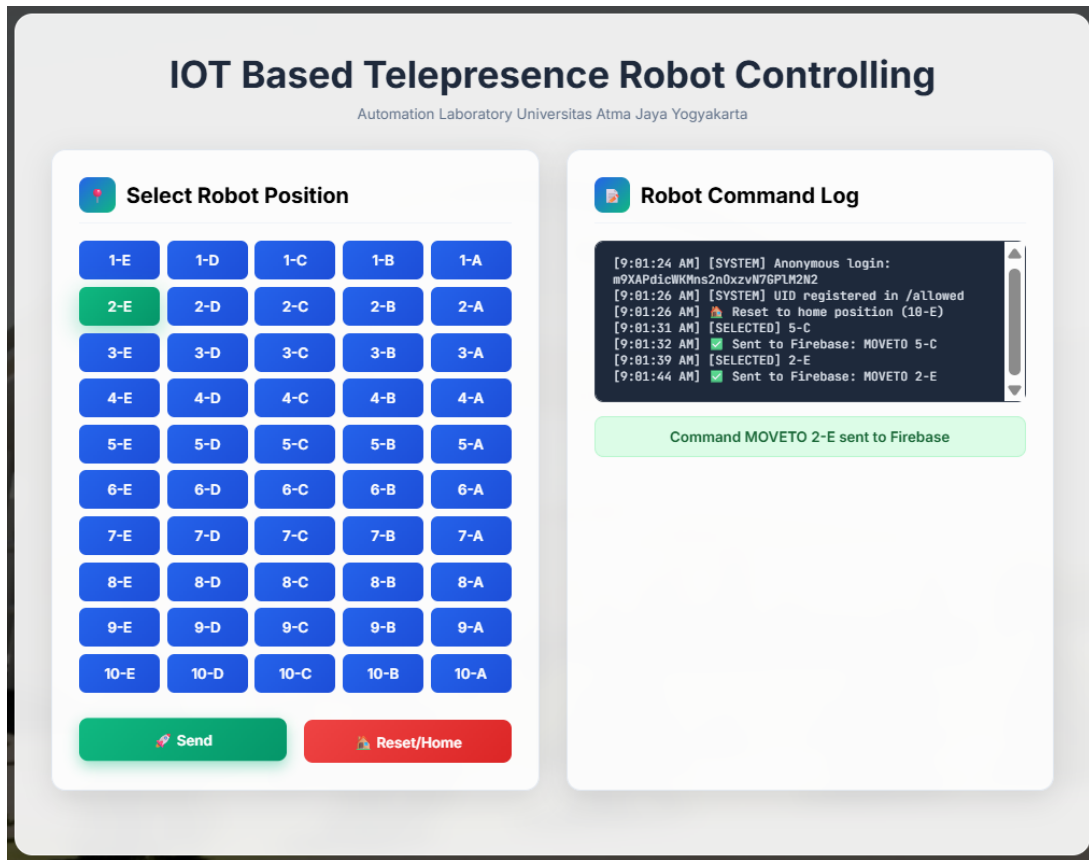 IOT Based Telepresence Robot Controlling
Automation Laboratory Universitas Atma Jaya Yogyakarta
Select Robot Position
1-E 1-D 1-C 1-B 1-A
2-E 2-D 2-C 2-B 2-A
3-E 3-D 3-C 3-B 3-A
4-E 4-D 4-C 4-B 4-A
5-E 5-D 5-C 5-B 5-A
6-E 6-D 6-C 6-B 6-A
7-E 7-D 7-C 7-B 7-A
8-E 8-D 8-C 8-B 8-A
9-E 9-D 9-C 9-B 9-A
10-E 10-D 10-C 10-B 10-A
🚀 Send 🏠 Reset/Home
Robot Command Log
[9:01:24 AM] [SYSTEM] Anonymous login:
m9XAPdicWKMns2nOxzvN7GPlM2N2
[9:01:26 AM] [SYSTEM] UID registered in /allowed
[9:01:26 AM] 🏠 Reset to home position (10-E)
[9:01:31 AM] [SELECTED] 5-C
[9:01:32 AM] ✅ Sent to Firebase: MOVETO 5-C
[9:01:39 AM] [SELECTED] 2-E
[9:01:44 AM] ✅ Sent to Firebase: MOVETO 2-E
Command MOVETO 2-E sent to Firebase